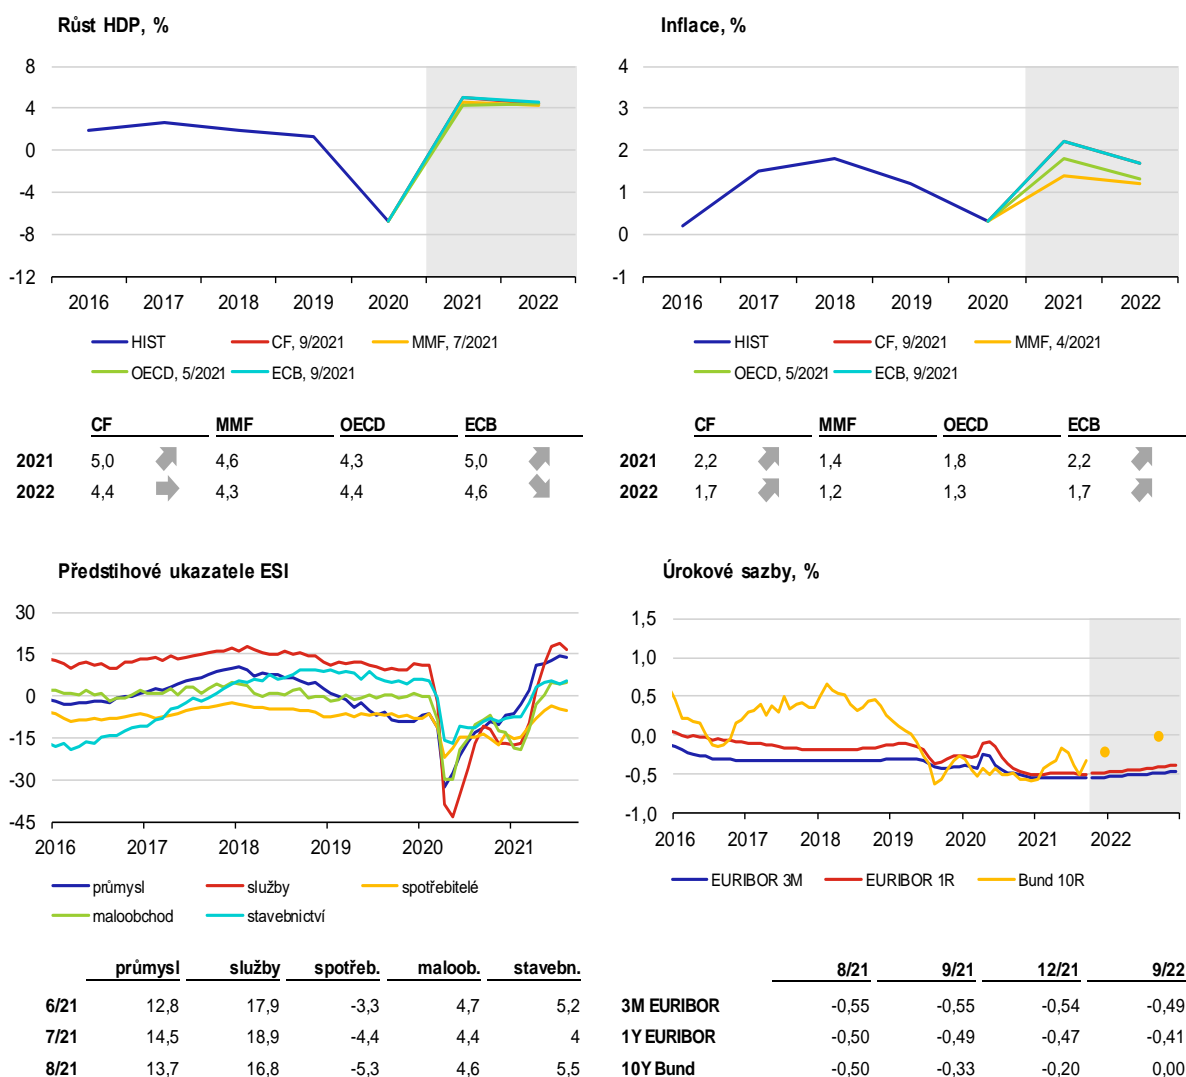 Růst HDP, %
8
4
0
-4
-8
-12
2016 2017 2018 2019 2020 2021 2022
HIST CF, 9/2021 MMF, 7/2021
OECD, 5/2021 ECB, 9/2021
CF MMF OECD ECB
2021 5,0 4,6 4,3 5,0
2022 4,4 4,3 4,4 4,6
Inflace, %
4
3
2
1
0
-1
2016 2017 2018 2019 2020 2021 2022
HIST CF, 9/2021 MMF, 4/2021
OECD, 5/2021 ECB, 9/2021
CF MMF OECD ECB
2021 2,2 1,4 1,8 2,2
2022 1,7 1,2 1,3 1,7
Předstihové ukazatele ESI
30
15
0
-15
-30
-45
2016 2017 2018 2019 2020 2021
průmysl služby spotřebitelé
maloobchod stavebnictví
průmysl služby spotřeb. maloob. stavebn.
6/21 12,8 17,9 -3,3 4,7 5,2
7/21 14,5 18,9 -4,4 4,4 4
8/21 13,7 16,8 -5,3 4,6 5,5
Úrokové sazby, %
1,5
1,0
0,5
0,0
-0,5
-1,0
2016 2017 2018 2019 2020 2021 2022
EURIBOR 3M EURIBOR 1R Bund 10R
8/21 9/21 12/21 9/22
3M EURIBOR -0,55 -0,55 -0,54 -0,49
1Y EURIBOR -0,50 -0,49 -0,47 -0,41
10Y Bund -0,50 -0,33 -0,20 0,00